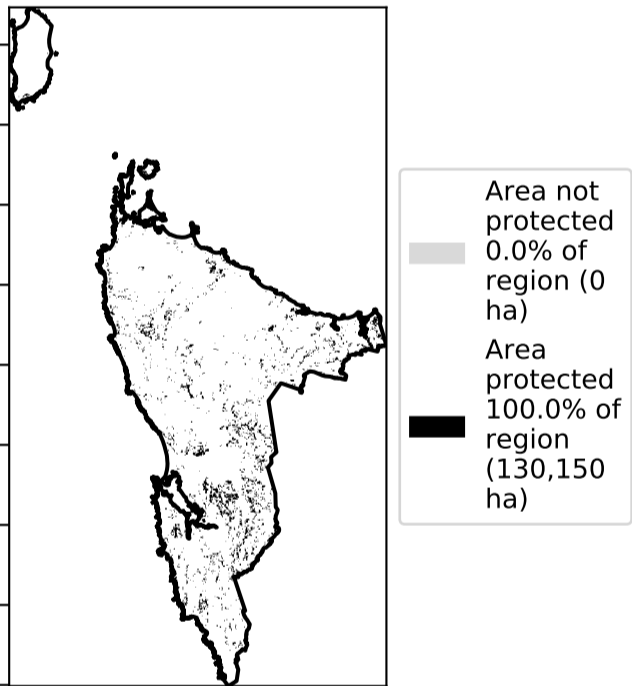 Area not
protected
0.0% of
region (0
ha)
Area
protected
100.0% of
region
(130,150
ha)